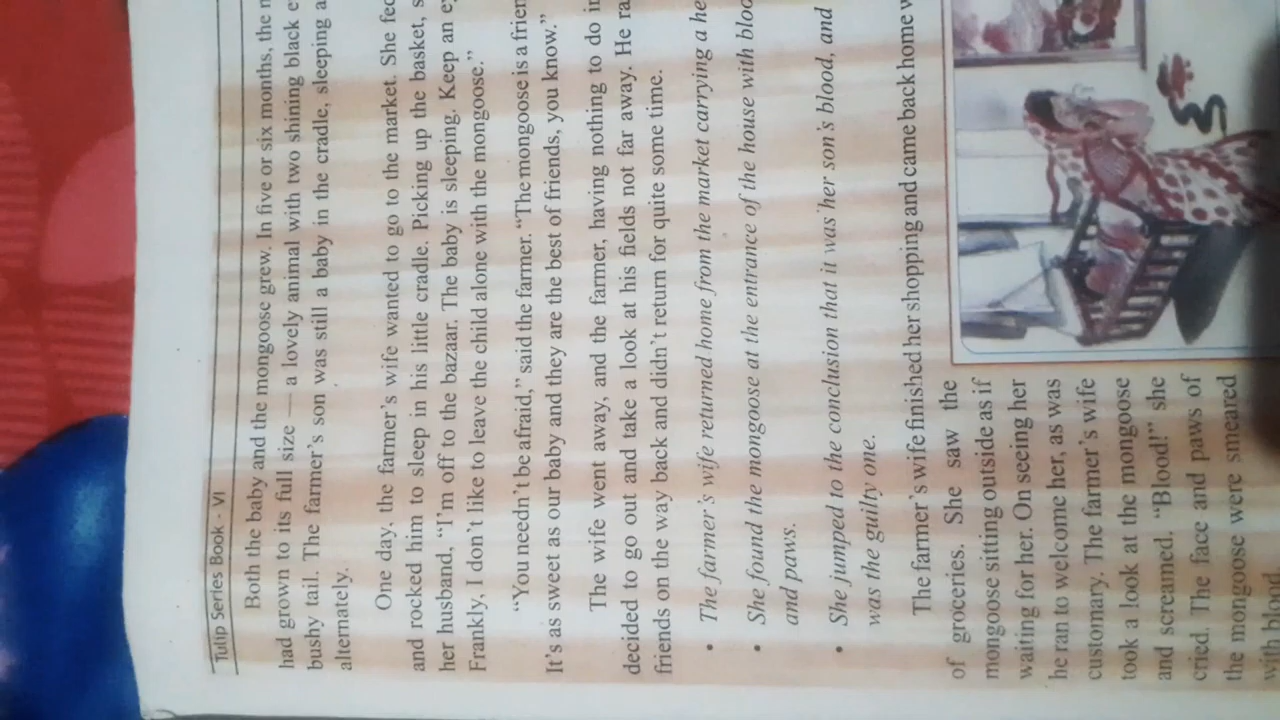 Tulip Series Book - VI
Both the baby and the mongoose grew. In five or six months, the
had grown to its full size — a lovely animal with two shining black
bushy tail. The farmer's son was still a baby in the cradle, sleeping
alternately.
One day, the farmer's wife wanted to go to the market. She
and rocked him to sleep in his little cradle. Picking up the basket,
her husband, “I'm off to the bazaar. The baby is sleeping. Keep an
Frankly, I don't like to leave the child alone with the mongoose.”
“You needn't be afraid,” said the farmer. “The mongoose is a
It's as sweet as our baby and they are the best of friends, you know.”
The wife went away, and the farmer, having nothing to do
decided to go out and take a look at his fields not far away. He
friends on the way back and didn't return for quite some time.
• The farmer's wife returned home from the market carrying a
• She found the mongoose at the entrance of the house with
and paws.
• She jumped to the conclusion that it was her son's blood, and
was the guilty one.
The farmer's wife finished her shopping and came back home
of groceries. She saw the
mongoose sitting outside as if
waiting for her. On seeing her
he ran to welcome her, as was
customary. The farmer's wife
took a look at the mongoose
and screamed. “Blood!” she
cried. The face and paws of
the mongoose were smeared
with blood